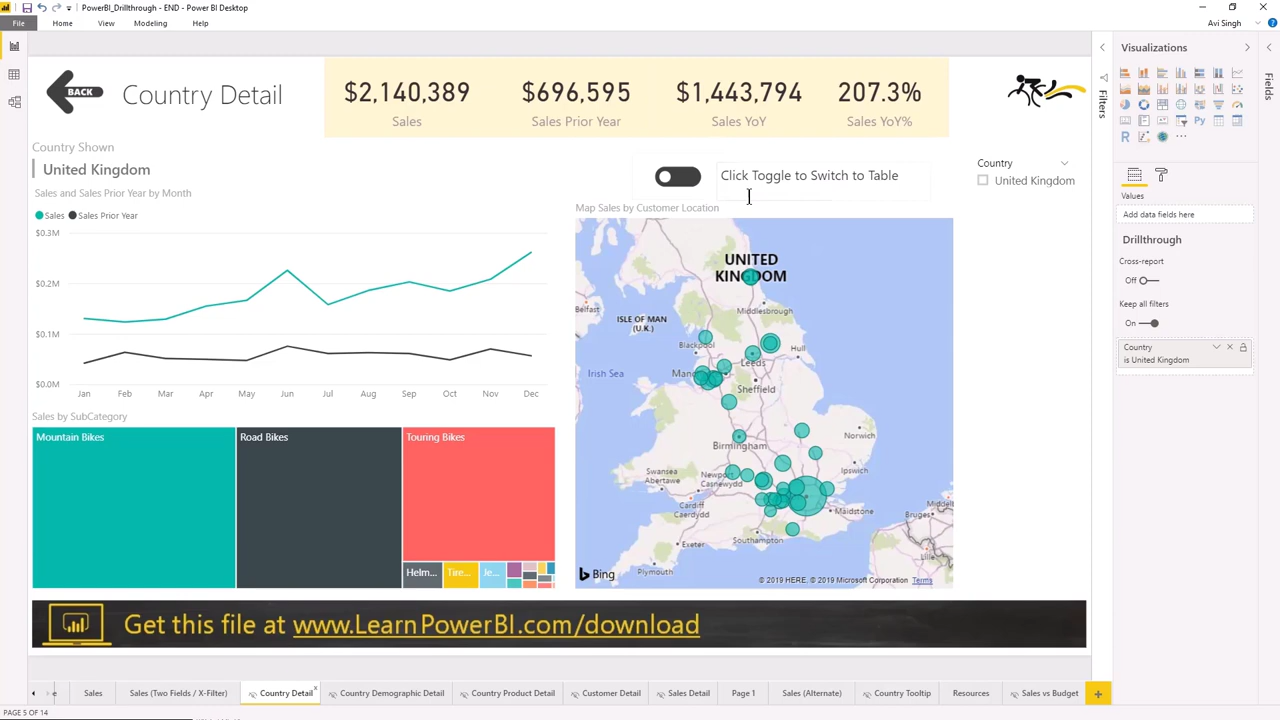 PowerBI_Drillthrough - END - Power BI Desktop
File Home View Modeling Help
Avi Singh
BACK
Country Detail
$2,140,389 $696,595 $1,443,794 207.3%
Sales Sales Prior Year Sales YoY Sales YoY%
Country Shown
United Kingdom
Click Toggle to Switch to Table
Country
United Kingdom
Sales and Sales Prior Year by Month
Sales Sales Prior Year
$0.3M
$0.2M
$0.1M
$0.0M
Jan Feb Mar Apr May Jun Jul Aug Sep Oct Nov Dec
Sales by SubCategory
Mountain Bikes Road Bikes Touring Bikes
Helm... Tire... Je...
Map Sales by Customer Location
UNITED
KINGDOM
Belfast
ISLE OF MAN
(U.K.)
Middlesbrough
Blackpool
Leeds
Hull
Irish Sea
Sheffield
Birmingham
Norwich
Swansea
Abertawe
Newport
Casnewydd
Ipswich
Cardiff
Caerdydd
Maidstone
Bruges
Southampton
Exeter
Lille
Plymouth
Bing
© 2019 HERE, © 2019 Microsoft Corporation Terms
Get this file at www.LearnPowerBI.com/download
Filters
Visualizations
Fields
Values
Add data fields here
Drillthrough
Cross-report
Off
Keep all filters
On
Country
is United Kingdom
e Sales Sales (Two Fields / X-Filter) Country Detail Country Demographic Detail Country Product Detail Customer Detail Sales Detail Page 1 Sales (Alternate) Country Tooltip Resources Sales vs Budget
PAGE 5 OF 14